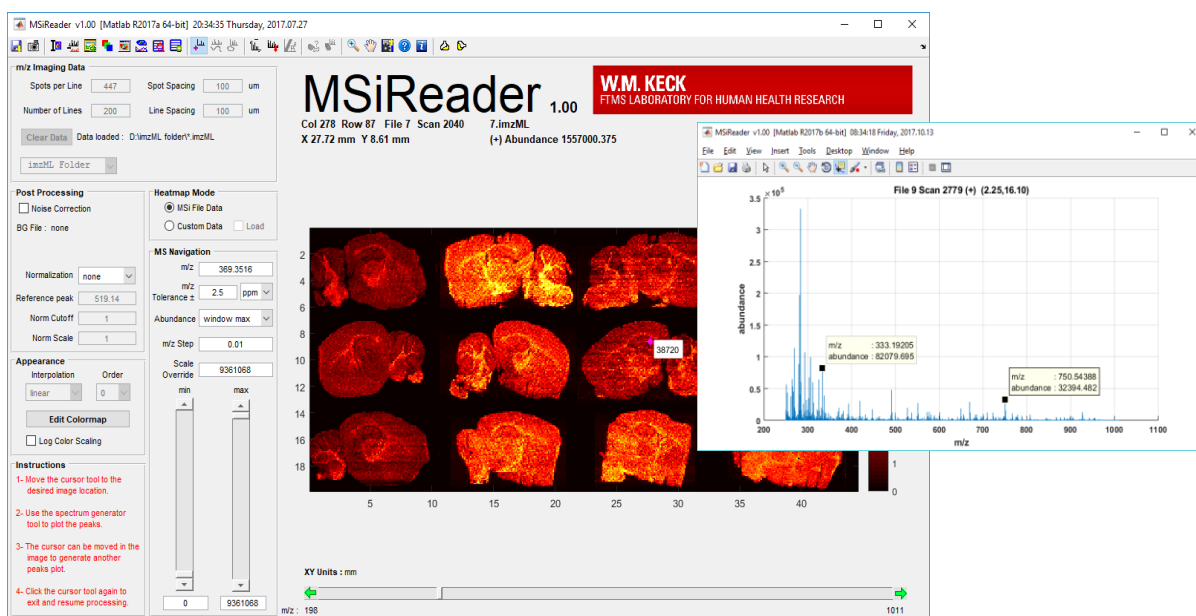 MSiReader v1.00 [Matlab R2017a 64-bit] 20:34:35 Thursday, 2017.07.27
m/z Imaging Data
Spots per Line 447 Spot Spacing 100 um
Number of Lines 200 Line Spacing 100 um
Clear Data Data loaded : D:\imzML folder\*.imzML
imzML Folder
Post Processing
Noise Correction
BG File : none
Normalization none
Reference peak 519.14
Norm Cutoff 1
Norm Scale 1
Appearance
Interpolation Order
linear 0
Edit Colormap
Log Color Scaling
Instructions
1- Move the cursor tool to the
desired image location.
2- Use the spectrum generator
tool to plot the peaks.
3- The cursor can be moved in the
image to generate another
peaks plot.
4- Click the cursor tool again to
exit and resume processing.
Heatmap Mode
MSi File Data
Custom Data Load
MS Navigation
m/z 369.3516
m/z
Tolerance ± 2.5 ppm
Abundance window max
m/z Step 0.01
Scale
Override 9361068
min max
0 9361068
MSiReader 1.00
W.M. KECK
FTMS LABORATORY FOR HUMAN HEALTH RESEARCH
Col 278 Row 87 File 7 Scan 2040 7.imzML
X 27.72 mm Y 8.61 mm (+) Abundance 1557000.375
2
4
6
8
10
12
14
16
18
38720
5 10 15 20 25 30 35 40
1
0
XY Units : mm
m/z : 198 1011
MSiReader v1.00 [Matlab R2017b 64-bit] 08:34:18 Friday, 2017.10.13
File Edit View Insert Tools Desktop Window Help
File 9 Scan 2779 (+) (2.25,16.10)
×10⁵
3.5
3
2.5
2
1.5
1
0.5
0
abundance
m/z : 333.19205
abundance : 82079.695
m/z : 750.54388
abundance : 32394.482
200 300 400 500 600 700 800 900 1000 1100
m/z